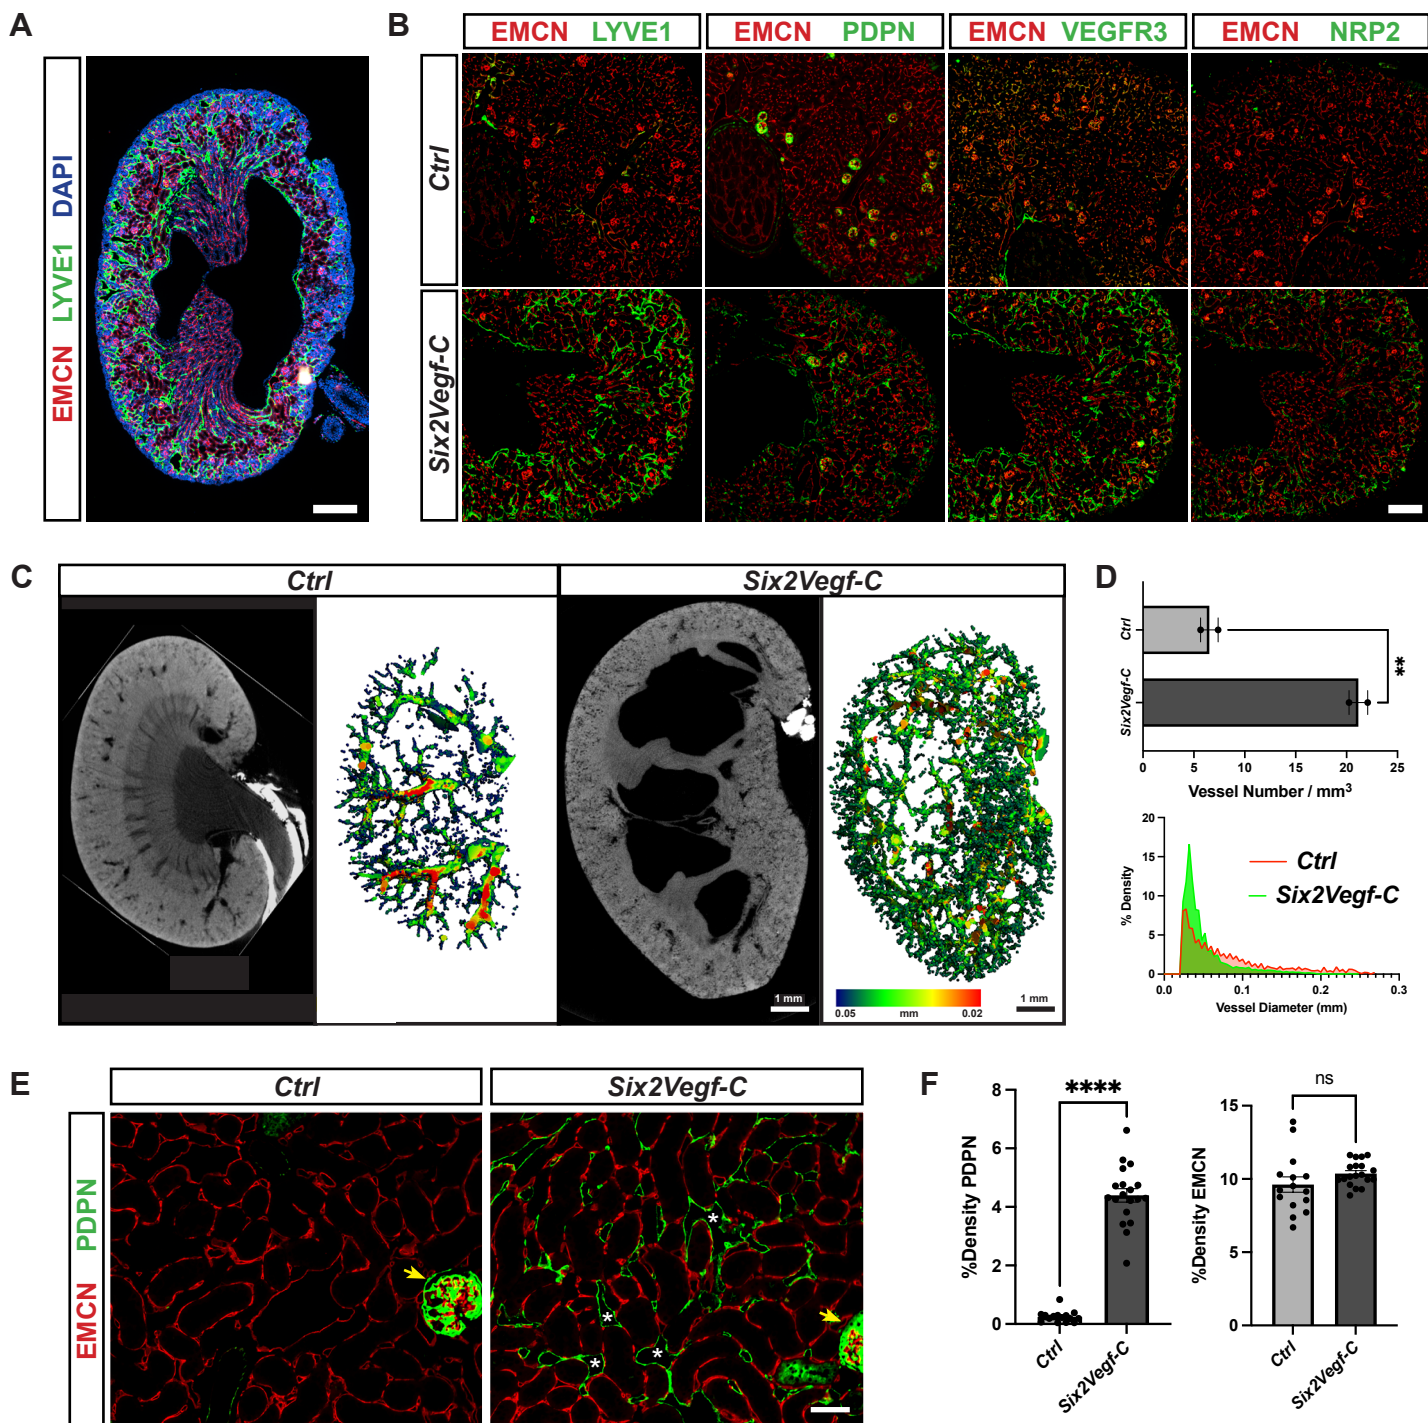 A
EMCN LYVE1 DAPI
B
EMCN LYVE1
EMCN PDPN
EMCN VEGFR3
EMCN NRP2
Ctrl
Six2Vegf-C
C
Ctrl
Six2Vegf-C
1 mm
0.05 mm 0.02
1 mm
D
Ctrl
Six2Vegf-C
**
0 5 10 15 20 25
Vessel Number / mm³
20
15
10
5
0
% Density
Ctrl
Six2Vegf-C
0.0 0.1 0.2 0.3
Vessel Diameter (mm)
E
Ctrl
Six2Vegf-C
EMCN PDPN
*
*
*
*
F
8
6
4
2
0
%Density PDPN
****
Ctrl
Six2Vegf-C
15
10
5
0
%Density EMCN
ns
Ctrl
Six2Vegf-C